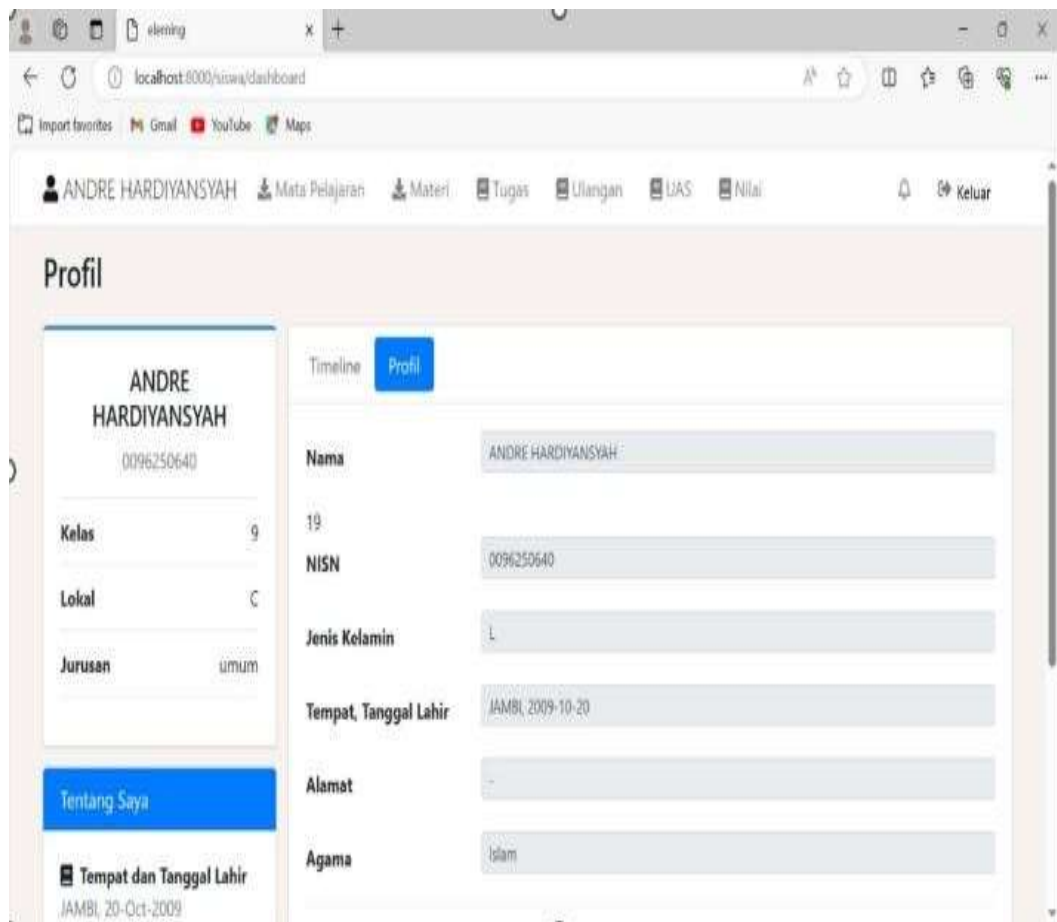 elerning
localhost:8000/siswa/dashboard
Import favorites Gmail YouTube Maps
ANDRE HARDIYANSYAH Mata Pelajaran Materi Tugas Ulangan UAS Nilai Keluar
Profil
ANDRE
HARDIYANSYAH
0096250640
Kelas 9
Lokal C
Jurusan umum
Tentang Saya
Tempat dan Tanggal Lahir
JAMBI, 20-Oct-2009
Timeline Profil
Nama ANDRE HARDIYANSYAH
19
NISN 0096250640
Jenis Kelamin L
Tempat, Tanggal Lahir JAMBI, 2009-10-20
Alamat -
Agama Islam